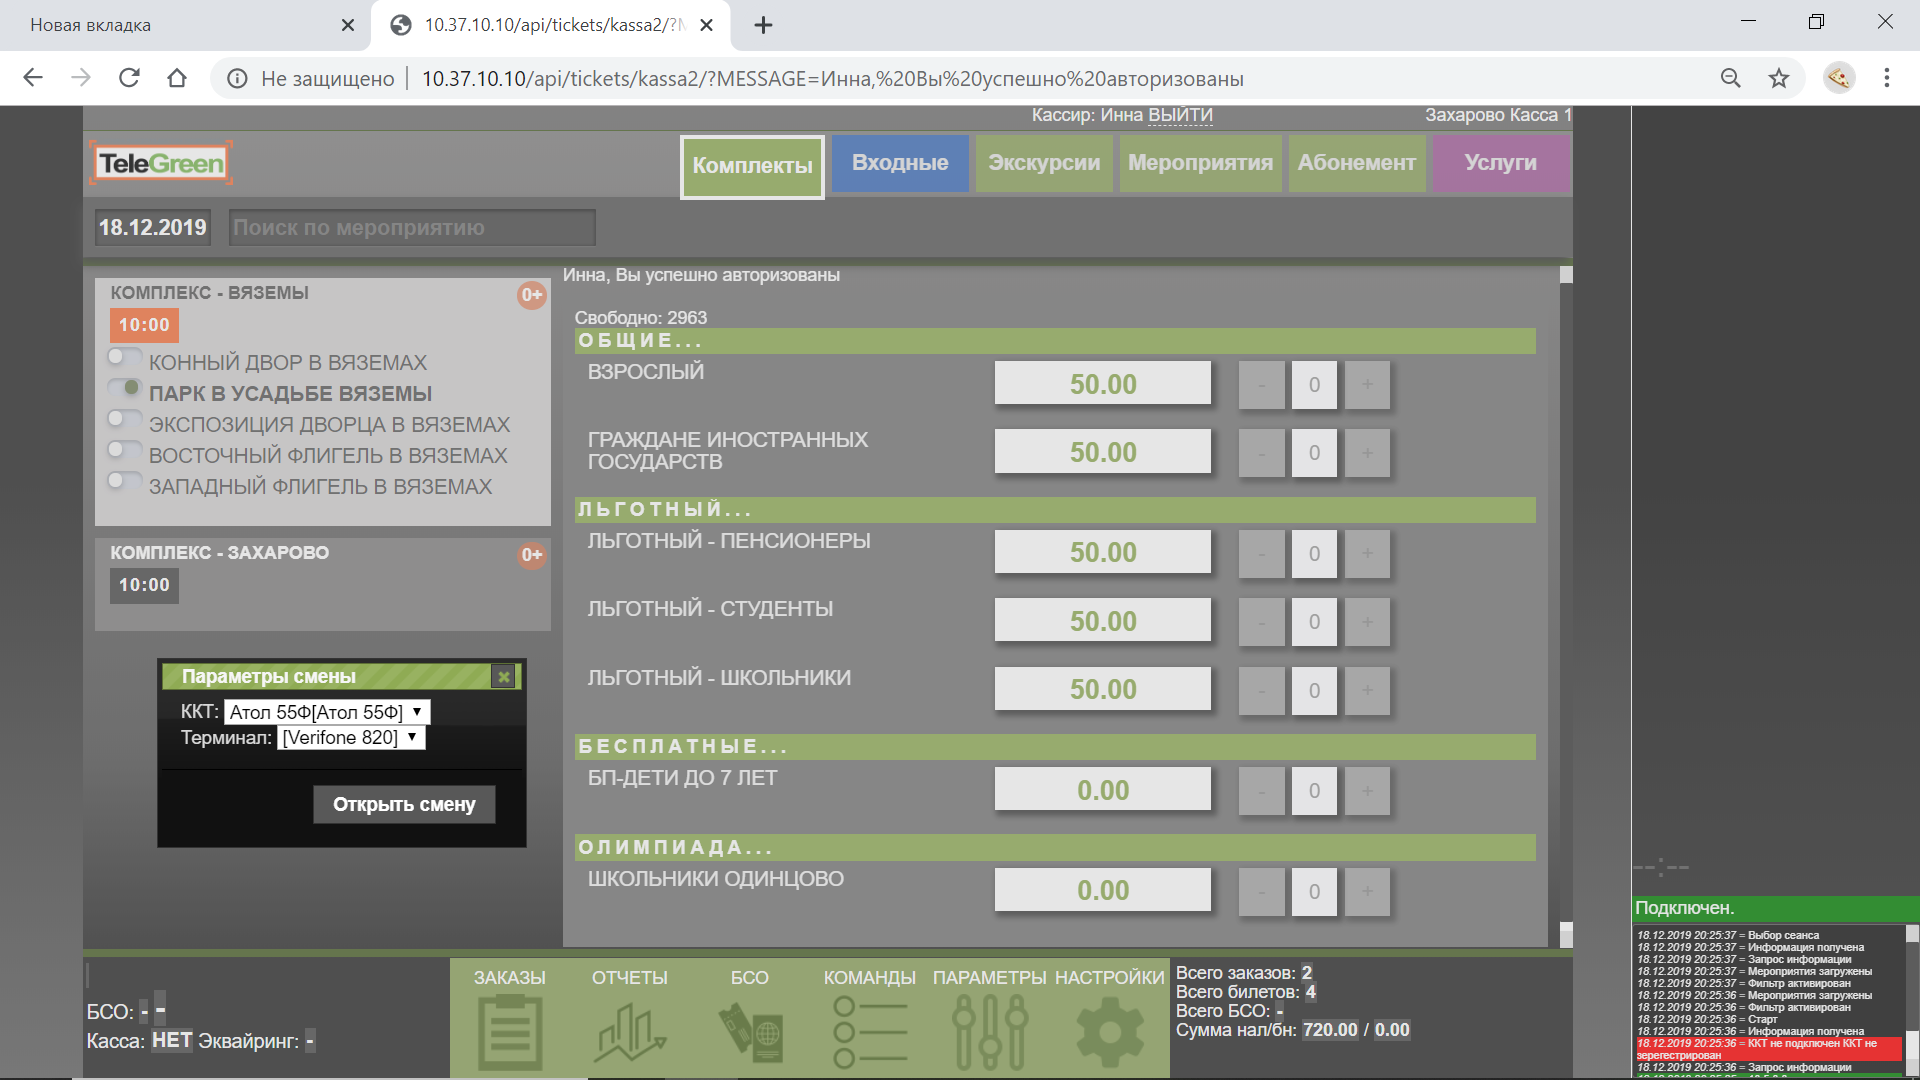 Новая вкладка
10.37.10.10/api/tickets/kassa2/?M
Не защищено
10.37.10.10/api/tickets/kassa2/?MESSAGE=Инна,%20Вы%20успешно%20авторизованы
Кассир: Инна ВЫЙТИ
Захарово Касса 1
TeleGreen
Комплекты
Входные
Экскурсии
Мероприятия
Абонемент
Услуги
18.12.2019
Поиск по мероприятию
КОМПЛЕКС - ВЯЗЕМЫ
0+
10:00
КОННЫЙ ДВОР В ВЯЗЕМАХ
ПАРК В УСАДЬБЕ ВЯЗЕМЫ
ЭКСПОЗИЦИЯ ДВОРЦА В ВЯЗЕМАХ
ВОСТОЧНЫЙ ФЛИГЕЛЬ В ВЯЗЕМАХ
ЗАПАДНЫЙ ФЛИГЕЛЬ В ВЯЗЕМАХ
КОМПЛЕКС - ЗАХАРОВО
0+
10:00
Параметры смены
ККТ: Атол 55Ф[Атол 55Ф]
Терминал: [Verifone 820]
Открыть смену
Инна, Вы успешно авторизованы
Свободно: 2963
ОБЩИЕ...
ВЗРОСЛЫЙ 50.00 - 0 +
ГРАЖДАНЕ ИНОСТРАННЫХ
ГОСУДАРСТВ 50.00 - 0 +
ЛЬГОТНЫЙ...
ЛЬГОТНЫЙ - ПЕНСИОНЕРЫ 50.00 - 0 +
ЛЬГОТНЫЙ - СТУДЕНТЫ 50.00 - 0 +
ЛЬГОТНЫЙ - ШКОЛЬНИКИ 50.00 - 0 +
БЕСПЛАТНЫЕ...
БП-ДЕТИ ДО 7 ЛЕТ 0.00 - 0 +
ОЛИМПИАДА...
ШКОЛЬНИКИ ОДИНЦОВО 0.00 - 0 +
БСО: - -
Касса: НЕТ Эквайринг: -
ЗАКАЗЫ
ОТЧЕТЫ
БСО
КОМАНДЫ
ПАРАМЕТРЫ
НАСТРОЙКИ
Всего заказов: 2
Всего билетов: 4
Всего БСО: -
Сумма нал/бн: 720.00 / 0.00
--:--
Подключен.
18.12.2019 20:25:37 = Выбор сеанса
18.12.2019 20:25:37 = Информация получена
18.12.2019 20:25:37 = Запрос информации
18.12.2019 20:25:37 = Мероприятия загружены
18.12.2019 20:25:37 = Фильтр активирован
18.12.2019 20:25:36 = Мероприятия загружены
18.12.2019 20:25:36 = Фильтр активирован
18.12.2019 20:25:36 = Старт
18.12.2019 20:25:36 = Информация получена
18.12.2019 20:25:36 = ККТ не подключен ККТ не
зерегестрирован
18.12.2019 20:25:36 = Запрос информации